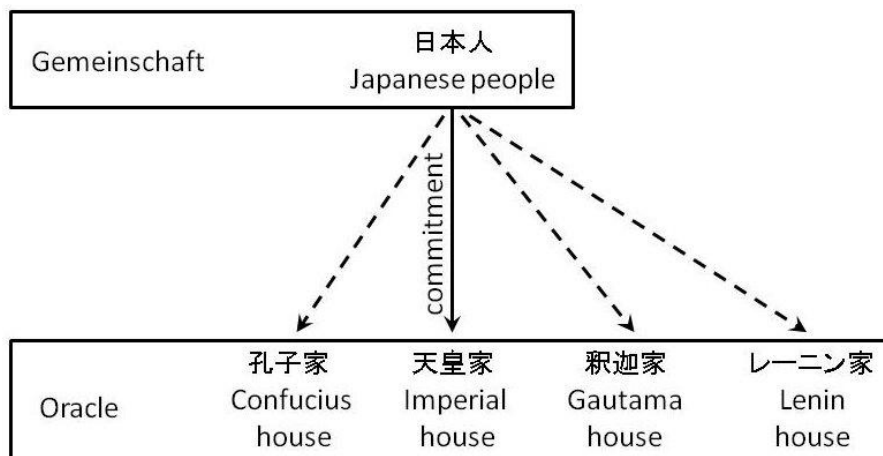 日本人
Gemeinschaft
Japanese people
commitment
孔子家 天皇家 釈迦家 レーニン家
Confucius Imperial Gautama Lenin
Oracle
house house house house